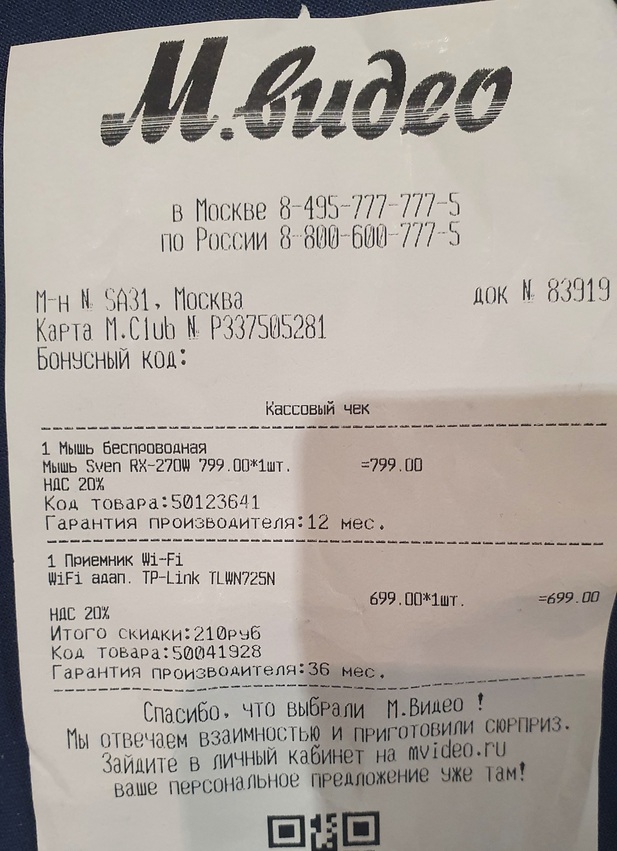 М.видео
в Москве 8-495-777-777-5
по России 8-800-600-777-5
М-н № SA31, Москва док № 83919
Карта M.Club № P337505281
Бонусный код:
Кассовый чек
1 Мышь беспроводная
Мышь Sven RX-270W 799.00*1шт. =799.00
НДС 20%
Код товара:50123641
Гарантия производителя:12 мес.
1 Приемник Wi-Fi
WiFi адап. TP-Link TLWN725N
699.00*1шт. =699.00
НДС 20%
Итого скидки:210руб
Код товара:50041928
Гарантия производителя:36 мес.
Спасибо, что выбрали М.Видео !
Мы отвечаем взаимностью и приготовили сюрприз.
Зайдите в личный кабинет на mvideo.ru
ваше персональное предложение уже там!